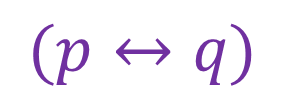 (p ↔ q)